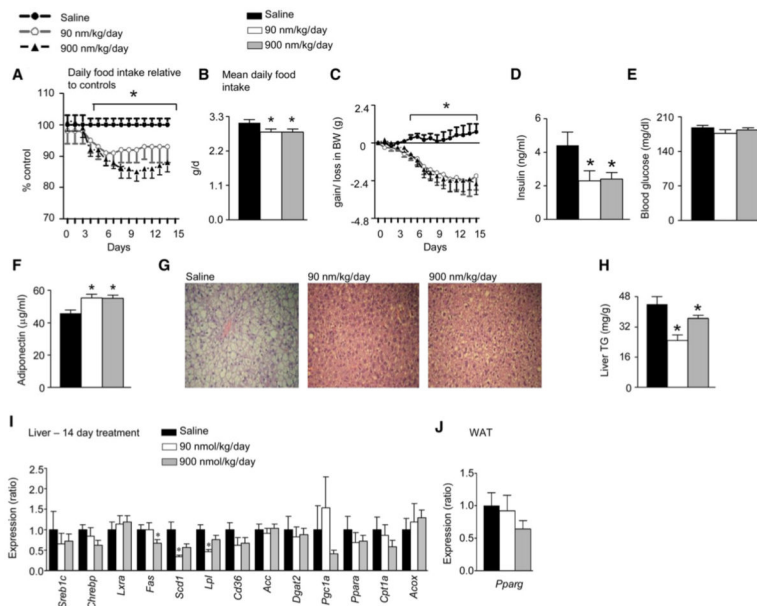 Saline
90 nm/kg/day
900 nm/kg/day
Saline
90 nm/kg/day
900 nm/kg/day
A
Daily food intake relative
to controls
*
% control
110
100
90
80
70
0 3 6 9 12 15
Days
B
Mean daily food
intake
* *
g/d
3.3
2.2
1.1
0.0
C
*
gain/ loss in BW (g)
2.4
0
-2.4
-4.8
0 3 6 9 12 15
Days
D
* *
Insulin (ng/ml)
6
4
2
0
E
Blood glucose (mg/dl)
210
140
70
0
F
* *
Adiponectin (µg/ml)
60
40
20
0
G
Saline
90 nm/kg/day
900 nm/kg/day
H
*
*
Liver TG (mg/g)
48
32
16
0
I
Liver – 14 day treatment
Saline
90 nmol/kg/day
900 nmol/kg/day
Expression (ratio)
2.5
2.0
1.5
1.0
0.5
0.0
* * *
Sreb1c
Chrebp
Lxra
Fas
Scd1
Lpl
Cd36
Acc
Dgat2
Pgc1a
Ppara
Cpt1a
Acox
J
WAT
Expression (ratio)
1.5
1.0
0.5
0.0
Pparg